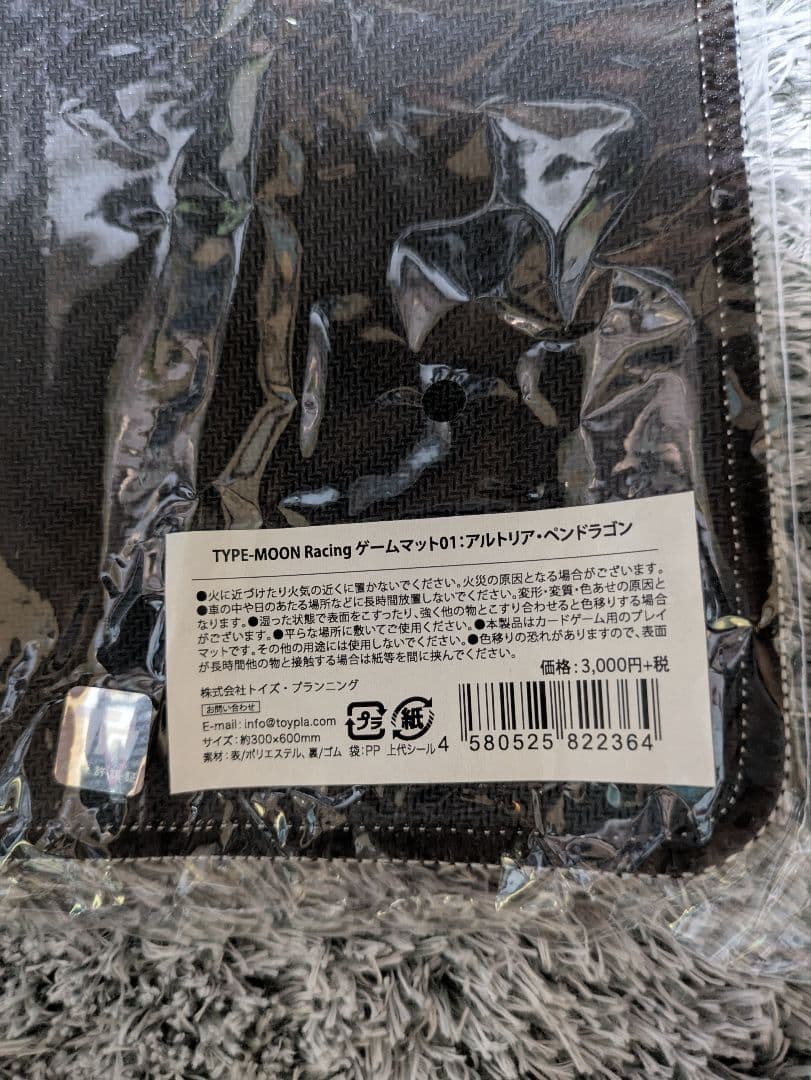 TYPE-MOON Racing ゲームマット01：アルトリア・ペンドラゴン
●火に近づけたり火気の近くに置かないでください。火災の原因となる場合がございます。
●車の中や日のあたる場所などに長時間放置しないでください。変形・変質・色あせの原因と
なります。●湿った状態で表面をこすったり、強く他の物とこすり合わせると色移りする場合
がございます。●平らな場所に敷いてご使用ください。●本製品はカードゲーム用のプレイ
マットです。その他の用途には使用しないでください。●色移りの恐れがありますので、表面
が長時間他の物と接触する場合は紙等を間に挟んでください。
価格：3,000円+税
株式会社トイズ・プランニング
お問い合わせ
E-mail: info@toypla.com
サイズ：約300×600mm
素材：表/ポリエステル、裏/ゴム 袋：PP 上代シール
プラ 紙
4 580525 822364